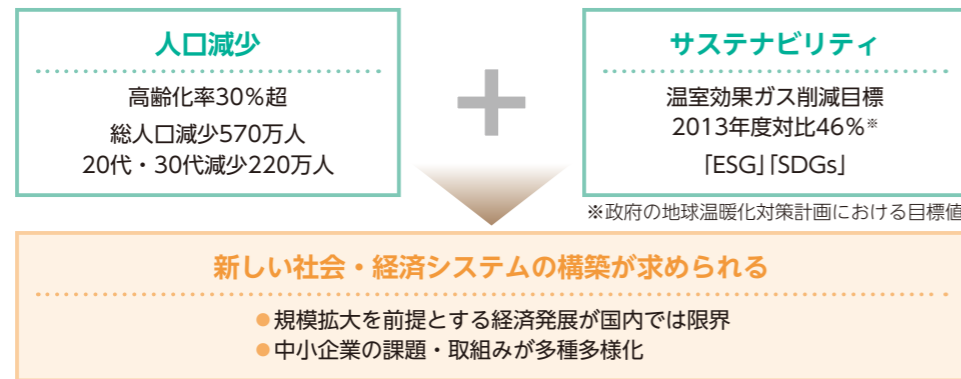 人口減少
高齢化率30％超
総人口減少570万人
20代・30代減少220万人
＋
サステナビリティ
温室効果ガス削減目標
2013年度対比46％※
「ESG」「SDGs」
※政府の地球温暖化対策計画における目標値
新しい社会・経済システムの構築が求められる
●規模拡大を前提とする経済発展が国内では限界
●中小企業の課題・取組みが多種多様化